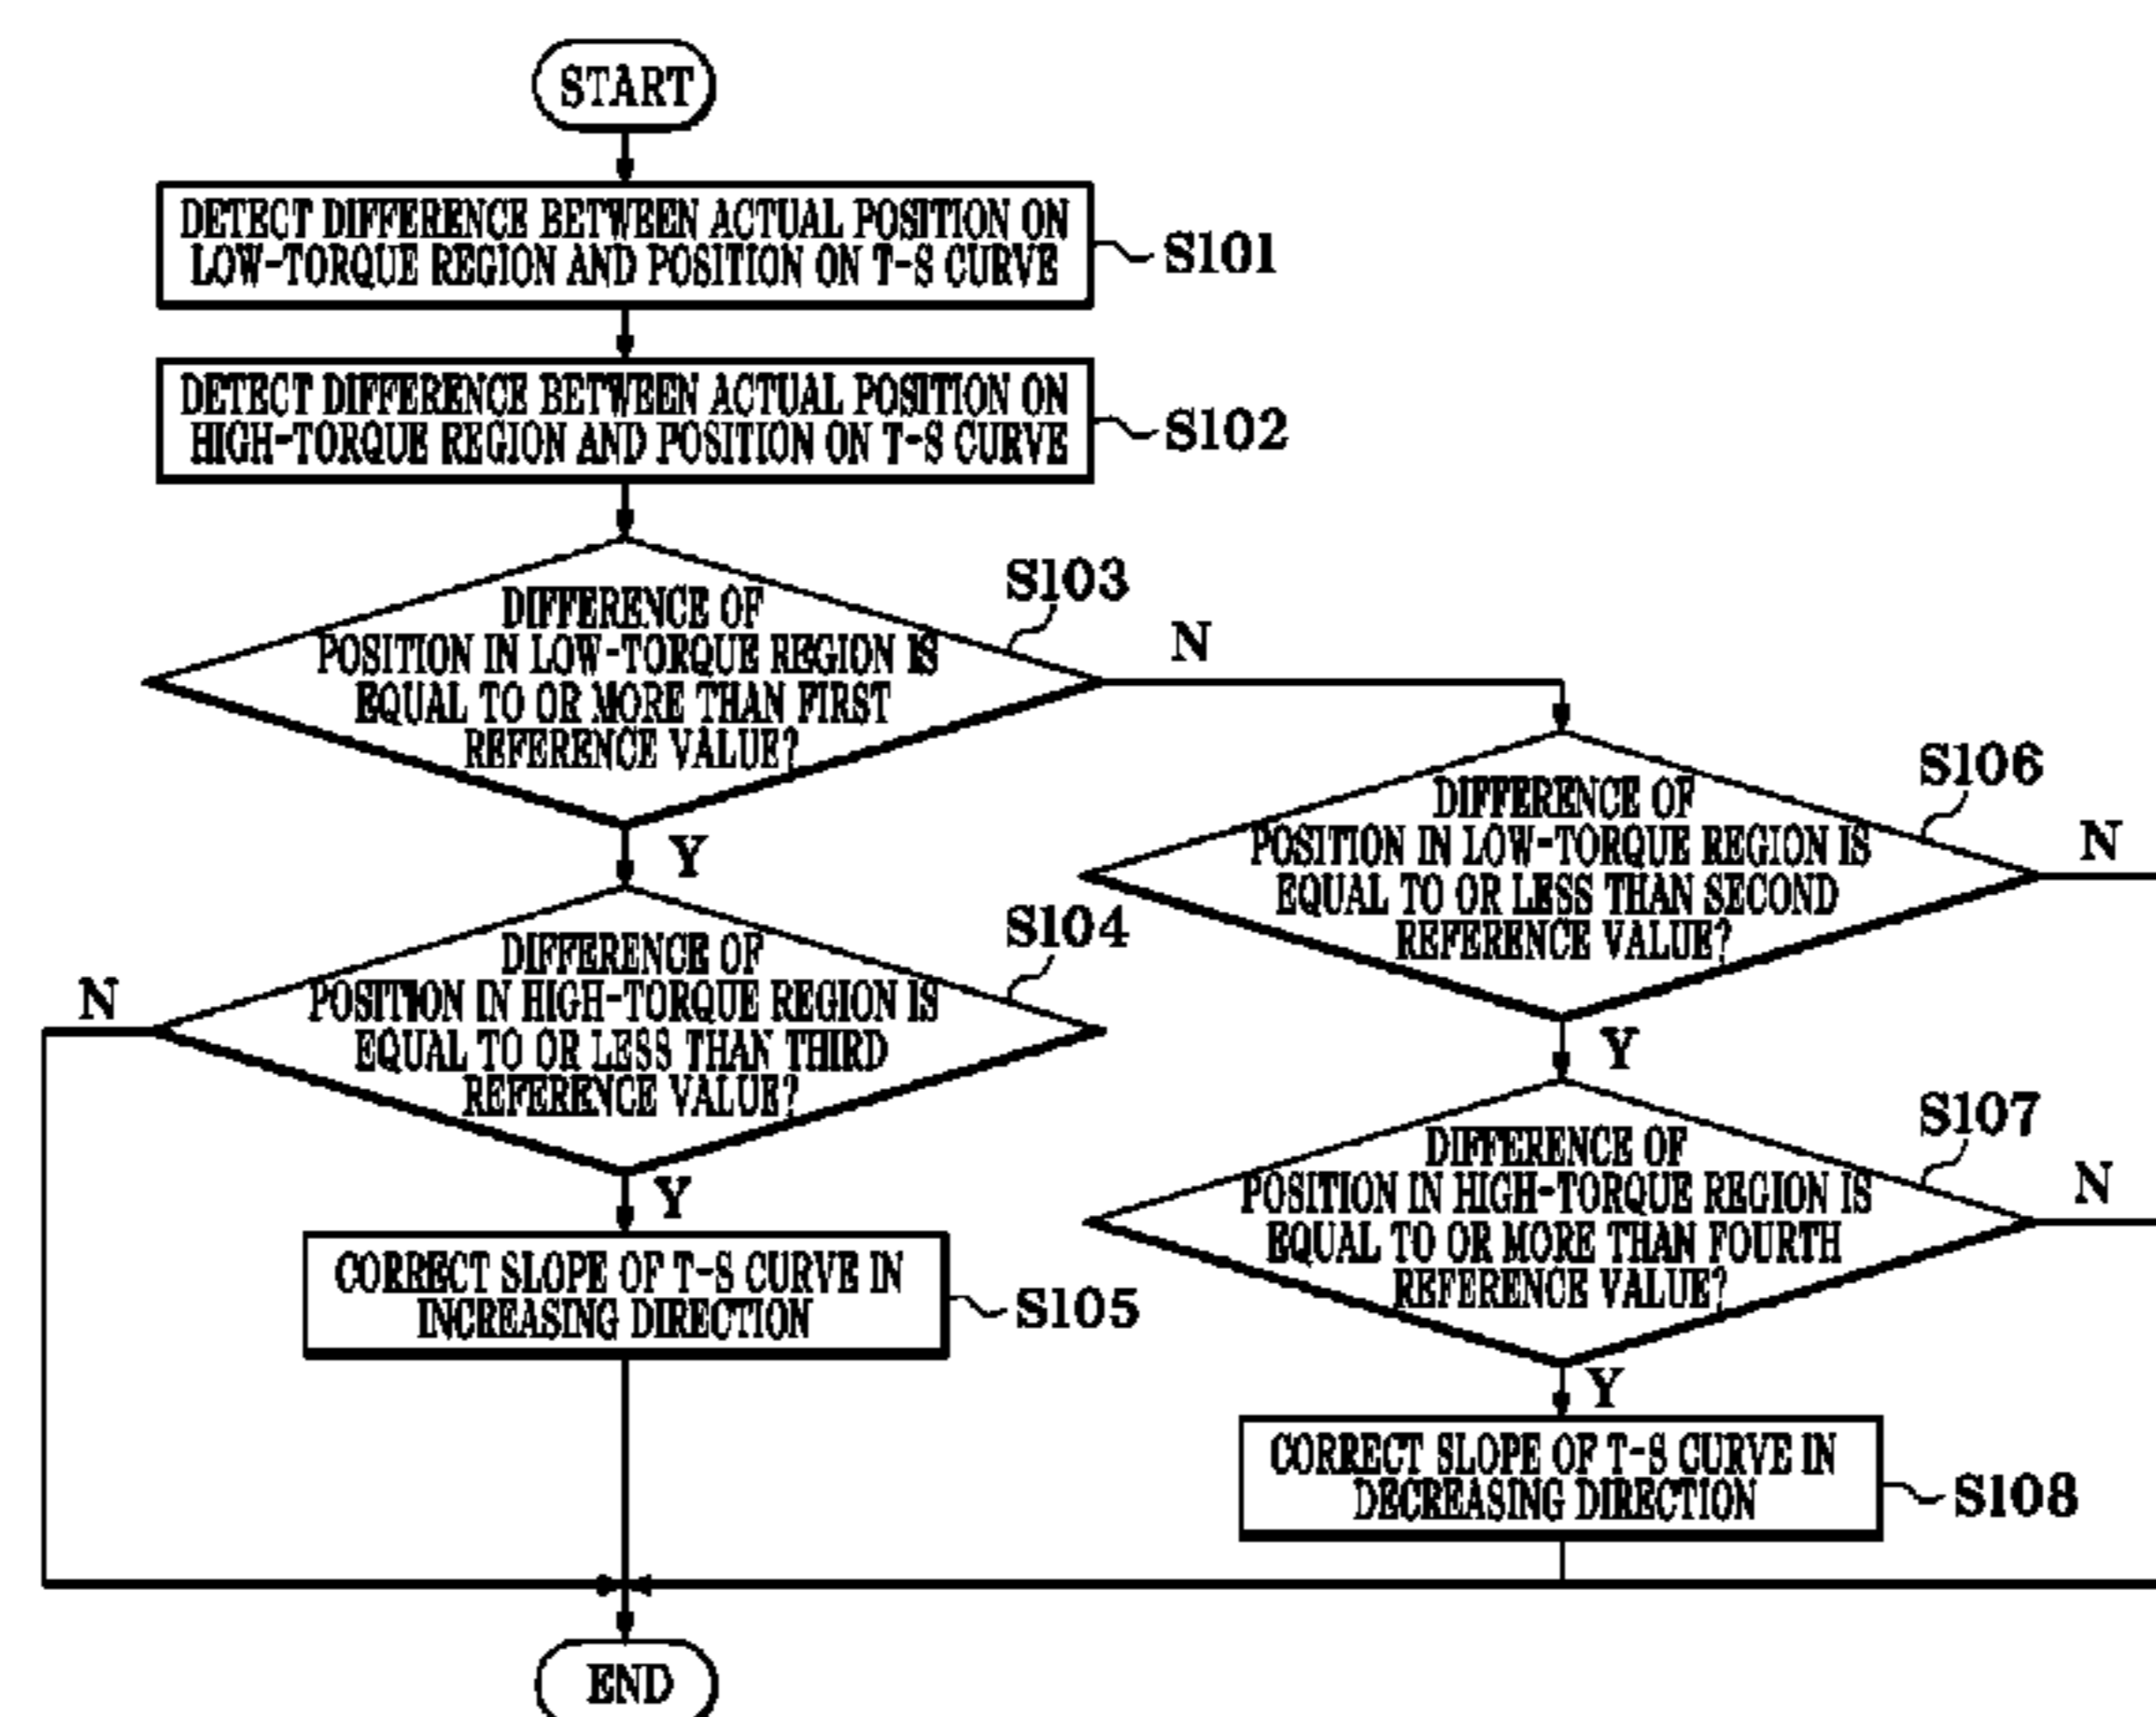 START
DETECT DIFFERENCE BETWEEN ACTUAL POSITION ON
LOW-TORQUE REGION AND POSITION ON T-S CURVE
S101
DETECT DIFFERENCE BETWEEN ACTUAL POSITION ON
HIGH-TORQUE REGION AND POSITION ON T-S CURVE
S102
DIFFERENCE OF
POSITION IN LOW-TORQUE REGION IS
EQUAL TO OR MORE THAN FIRST
REFERENCE VALUE?
S103
N
Y
DIFFERENCE OF
POSITION IN HIGH-TORQUE REGION IS
EQUAL TO OR LESS THAN THIRD
REFERENCE VALUE?
S104
N
Y
CORRECT SLOPE OF T-S CURVE IN
INCREASING DIRECTION
S105
DIFFERENCE OF
POSITION IN LOW-TORQUE REGION IS
EQUAL TO OR LESS THAN SECOND
REFERENCE VALUE?
S106
N
Y
DIFFERENCE OF
POSITION IN HIGH-TORQUE REGION IS
EQUAL TO OR MORE THAN FOURTH
REFERENCE VALUE?
S107
N
Y
CORRECT SLOPE OF T-S CURVE IN
DECREASING DIRECTION
S108
END